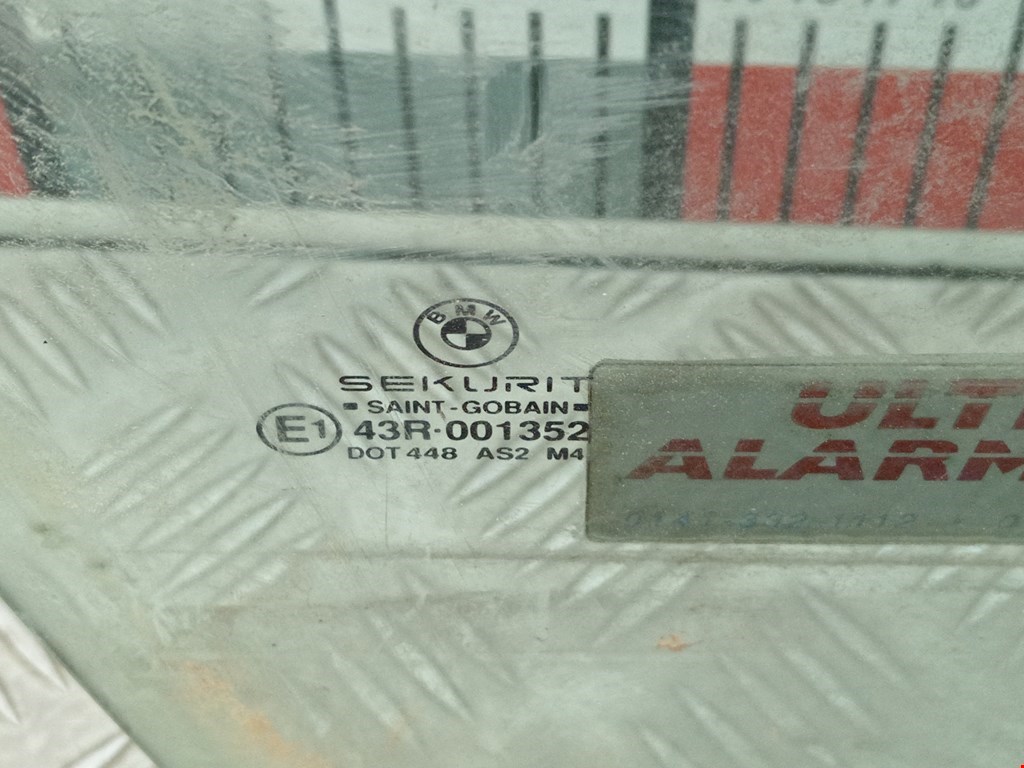 BMW
SEKURIT
SAINT-GOBAIN
E1
43R-001352
DOT 448 AS2 M4
ULT
ALARM